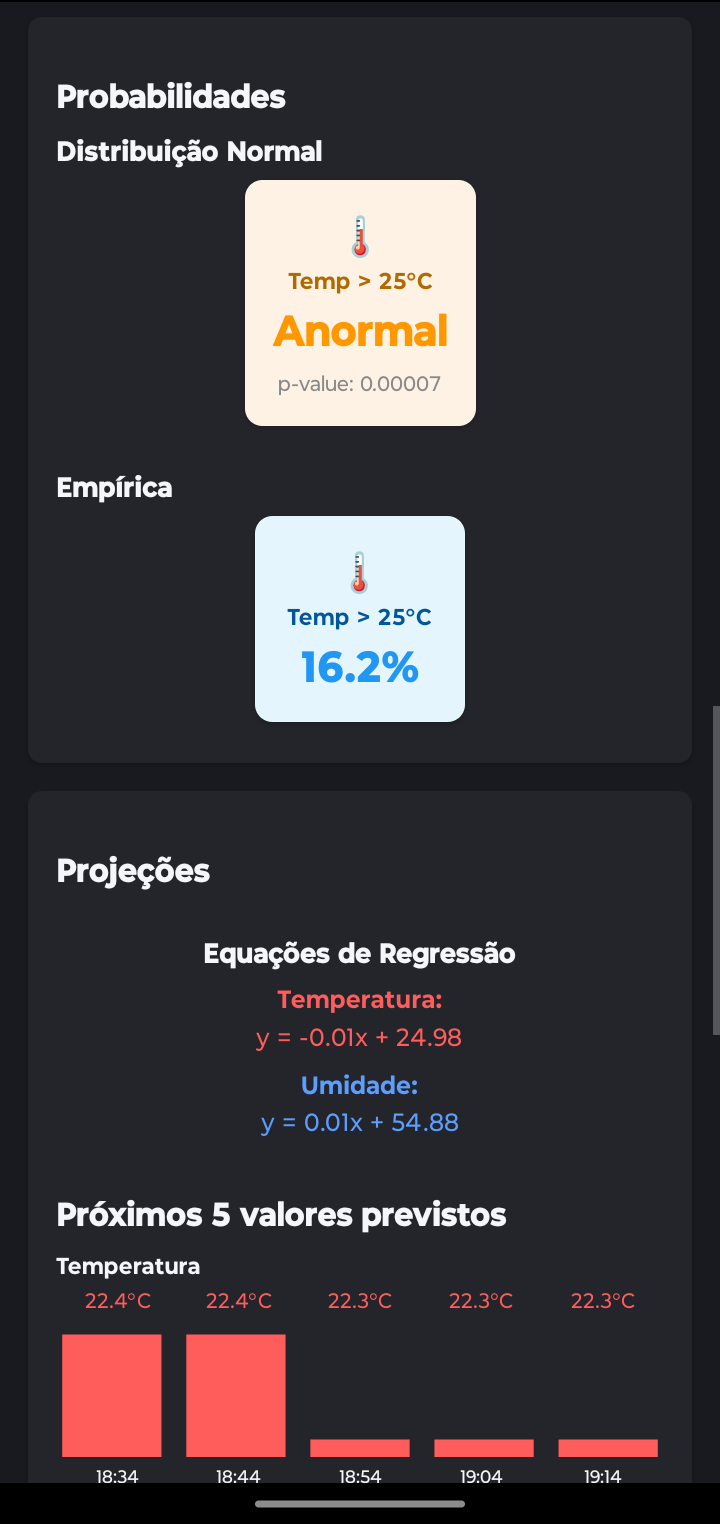 Probabilidades
Distribuição Normal
Temp > 25°C
Anormal
p-value: 0.00007
Empírica
Temp > 25°C
16.2%
Projeções
Equações de Regressão
Temperatura:
y = -0.01x + 24.98
Umidade:
y = 0.01x + 54.88
Próximos 5 valores previstos
Temperatura
22.4°C 22.4°C 22.3°C 22.3°C 22.3°C
18:34 18:44 18:54 19:04 19:14